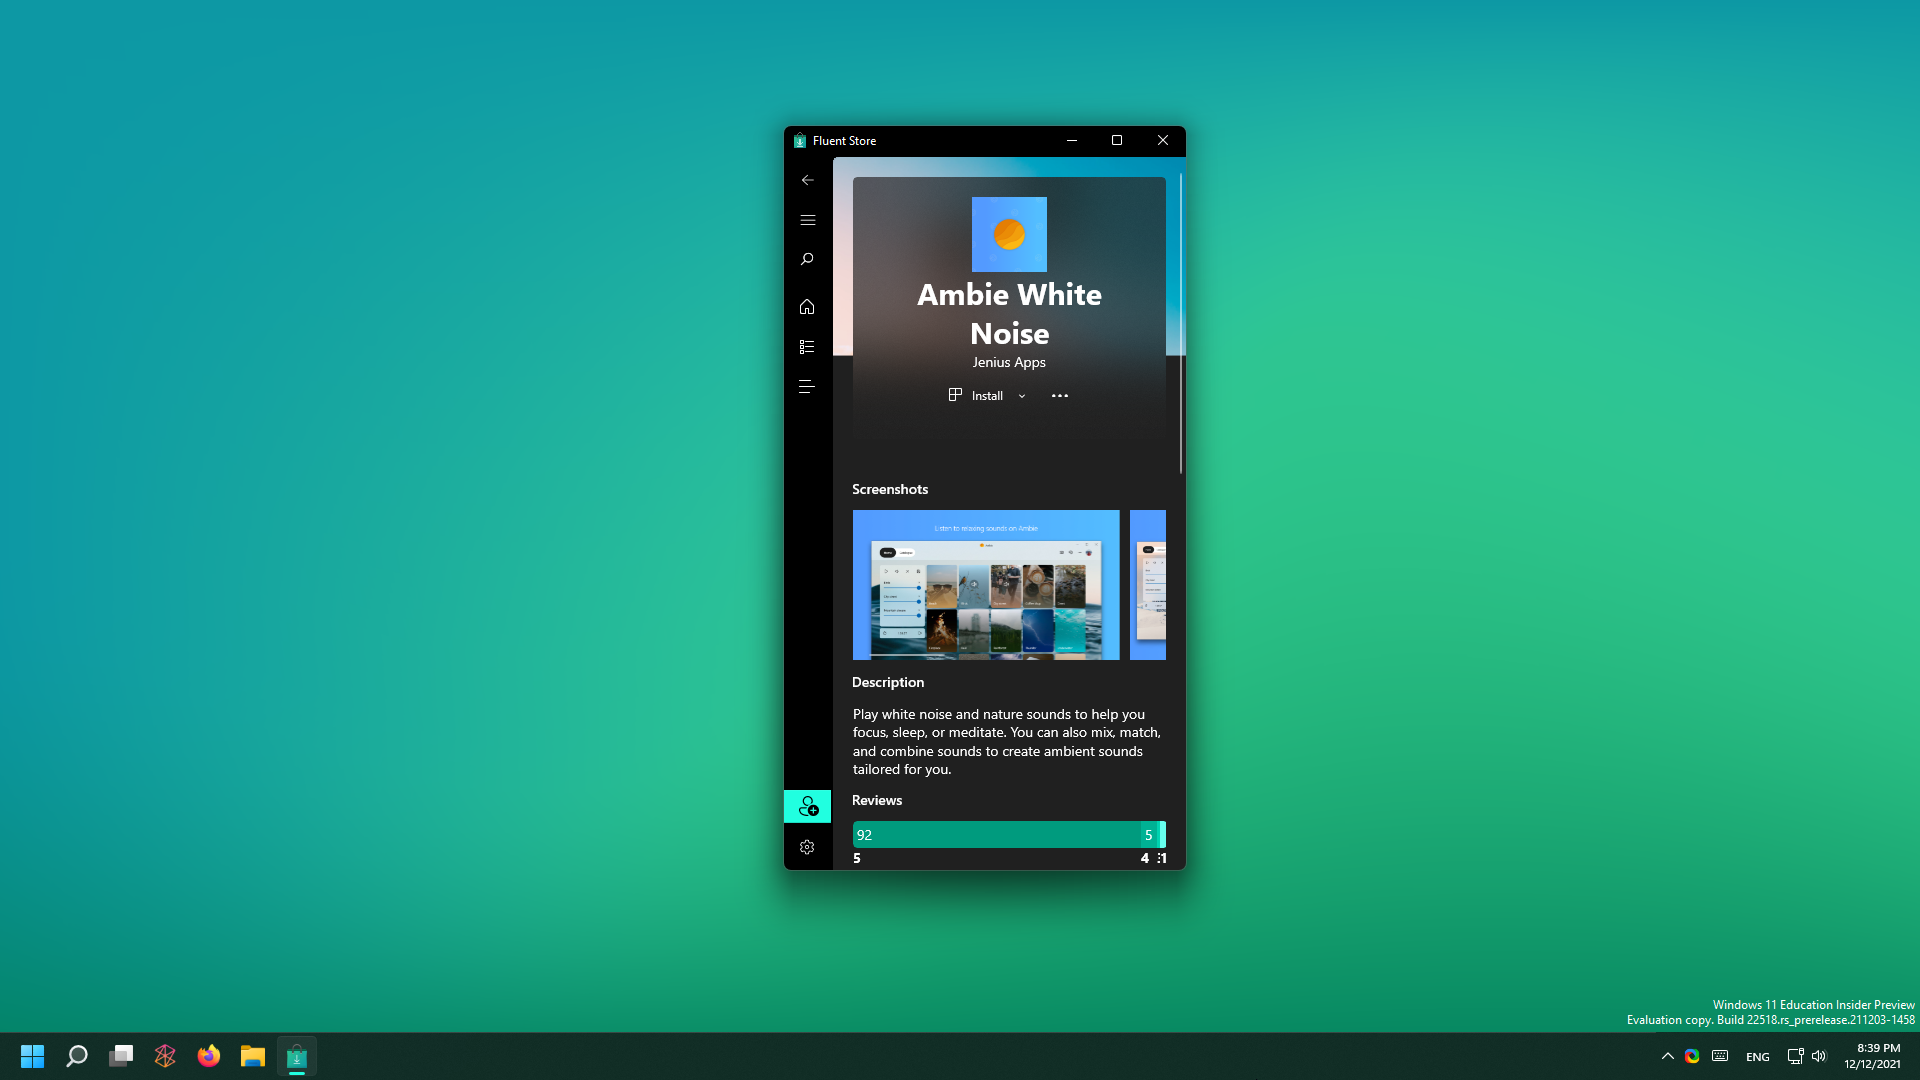 Fluent Store
Ambie White
Noise
Jenius Apps
Install
Screenshots
Listen to relaxing sounds on Ambie
Description
Play white noise and nature sounds to help you
focus, sleep, or meditate. You can also mix, match,
and combine sounds to create ambient sounds
tailored for you.
Reviews
92 5
5 4 1
Windows 11 Education Insider Preview
Evaluation copy. Build 22518.rs_prerelease.211203-1458
ENG
8:39 PM
12/12/2021